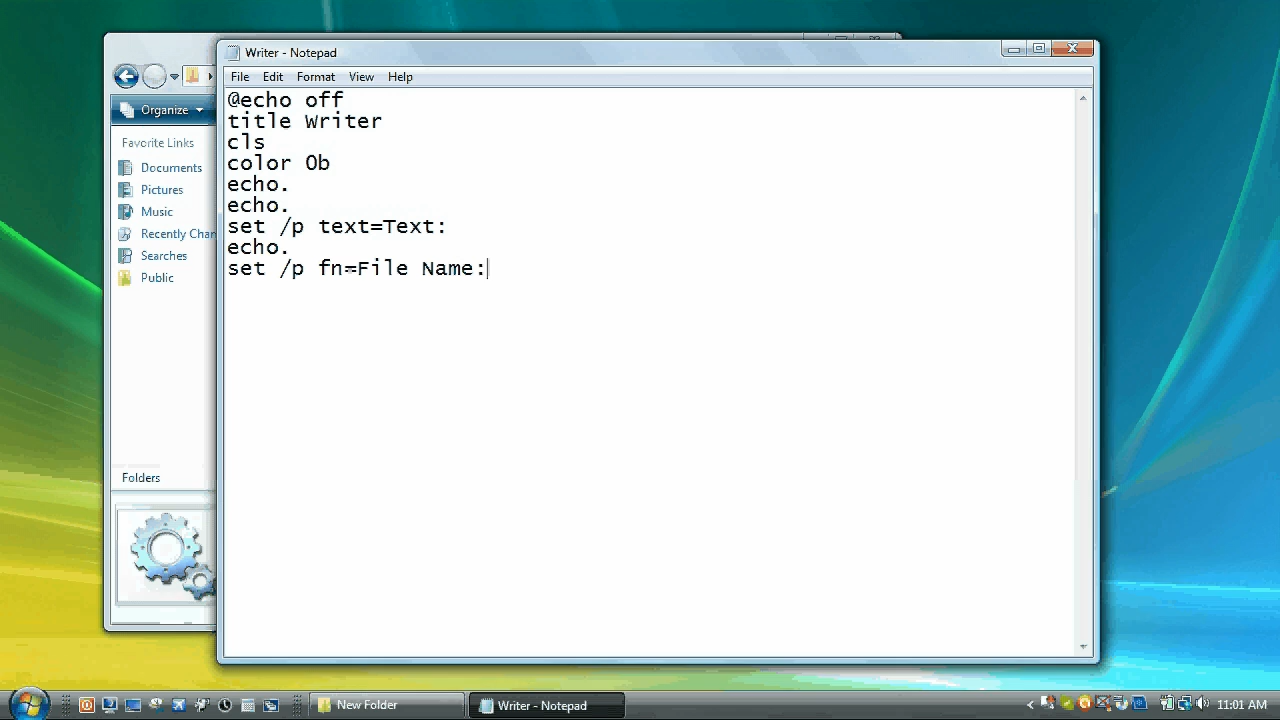 Writer - Notepad
File Edit Format View Help
@echo off
title Writer
cls
color 0b
echo.
echo.
set /p text=Text:
echo.
set /p fn=File Name:
Organize
Favorite Links
Documents
Pictures
Music
Recently Chan
Searches
Public
Folders
New Folder
Writer - Notepad
11:01 AM